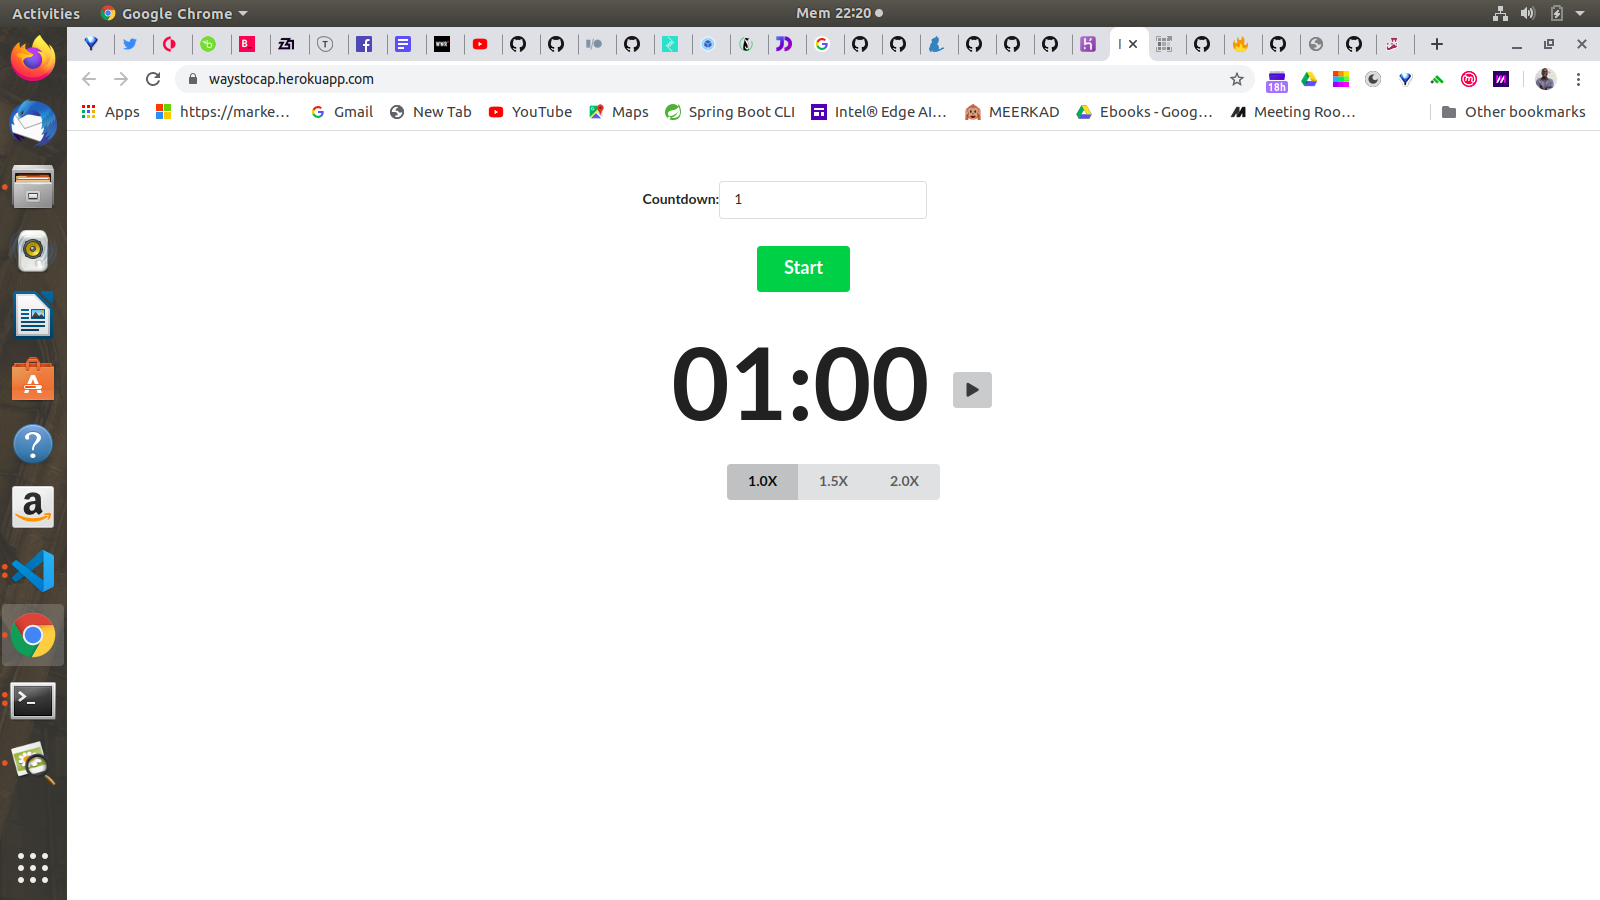 Activities Google Chrome Mem 22:20
waystocap.herokuapp.com 18h
Apps https://marke... Gmail New Tab YouTube Maps Spring Boot CLI Intel® Edge AI... MEERKAD Ebooks - Goog... Meeting Roo... Other bookmarks
Countdown: 1
Start
01:00
1.0X 1.5X 2.0X